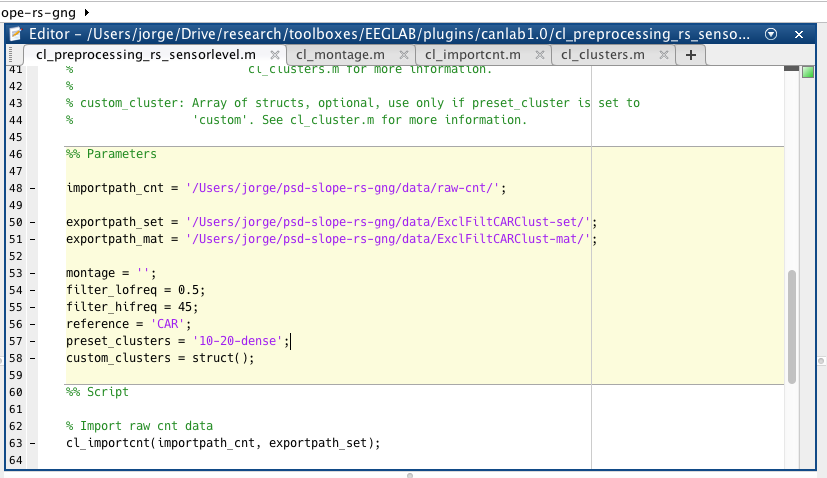 ope-rs-gng
Editor - /Users/jorge/Drive/research/toolboxes/EEGLAB/plugins/canlab1.0/cl_preprocessing_rs_senso...
cl_preprocessing_rs_sensorlevel.m cl_montage.m cl_importcnt.m cl_clusters.m +
41 % cl_clusters.m for more information.
42 %
43 % custom_cluster: Array of structs, optional, use only if preset_cluster is set to
44 % 'custom'. See cl_cluster.m for more information.
45
46 %% Parameters
47
48 – importpath_cnt = '/Users/jorge/psd-slope-rs-gng/data/raw-cnt/';
49
50 – exportpath_set = '/Users/jorge/psd-slope-rs-gng/data/ExclFiltCARClust-set/';
51 – exportpath_mat = '/Users/jorge/psd-slope-rs-gng/data/ExclFiltCARClust-mat/';
52
53 – montage = '';
54 – filter_lofreq = 0.5;
55 – filter_hifreq = 45;
56 – reference = 'CAR';
57 – preset_clusters = '10-20-dense';
58 – custom_clusters = struct();
59
60 %% Script
61
62 % Import raw cnt data
63 – cl_importcnt(importpath_cnt, exportpath_set);
64